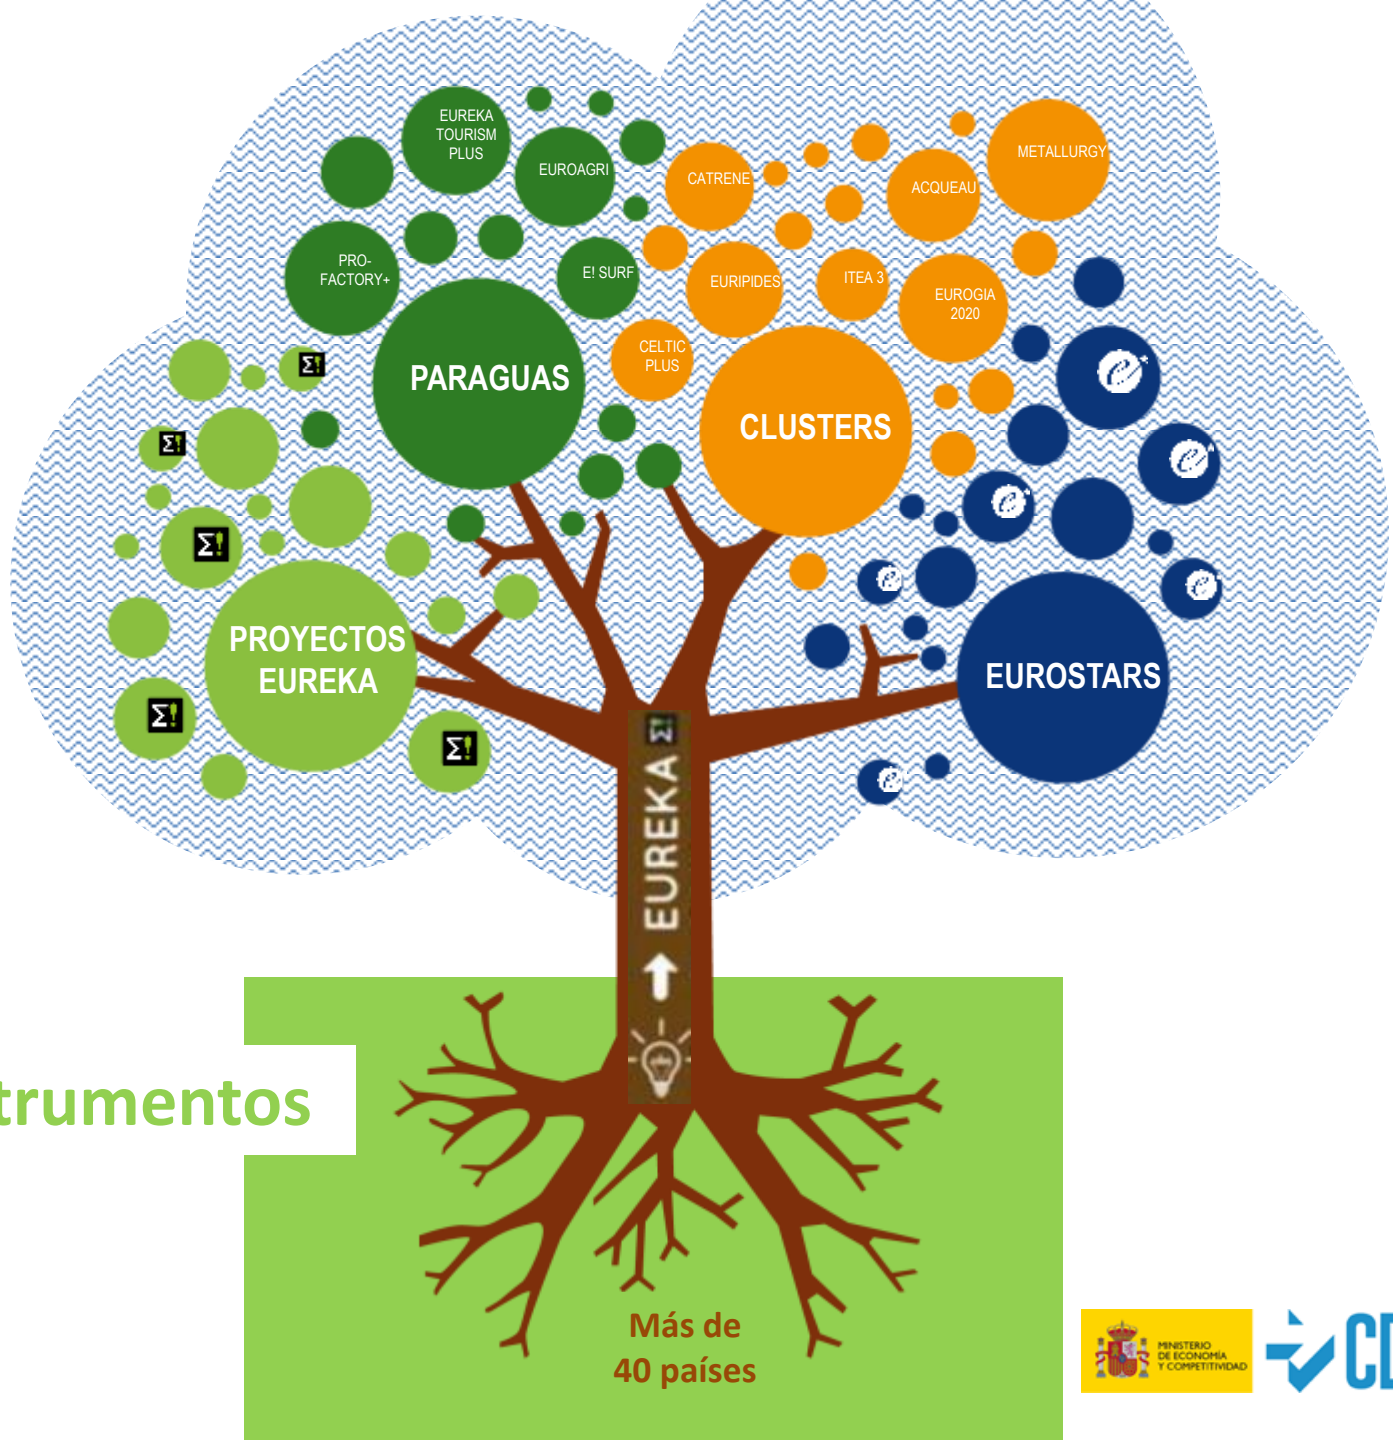 EUREKA
TOURISM
PLUS
EUROAGRI
PRO-
FACTORY+
E! SURF
PARAGUAS
CATRENE
ACQUEAU
METALLURGY
EURIPIDES
ITEA 3
EUROGIA
2020
CELTIC
PLUS
CLUSTERS
Σ!
Σ!
Σ!
Σ!
Σ!
PROYECTOS
EUREKA
EUROSTARS
EUREKA Σ!
trumentos
Más de
40 países
MINISTERIO
DE ECONOMÍA
Y COMPETITIVIDAD